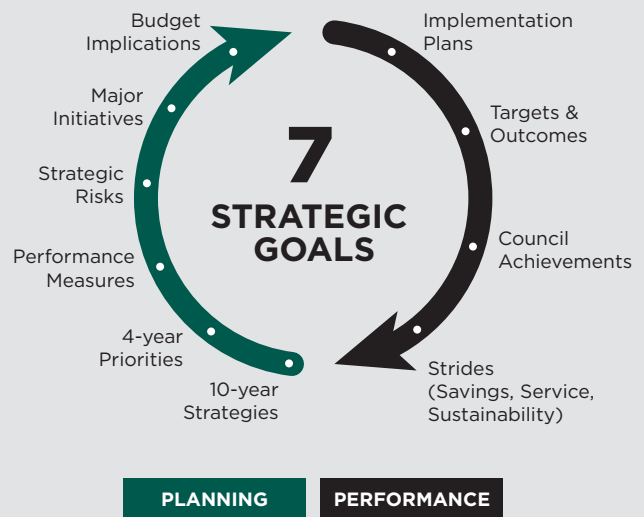 Budget
Implications
Major
Initiatives
Strategic
Risks
Performance
Measures
4-year
Priorities
10-year
Strategies
7
STRATEGIC
GOALS
Implementation
Plans
Targets &
Outcomes
Council
Achievements
Strides
(Savings, Service,
Sustainability)
PLANNING
PERFORMANCE